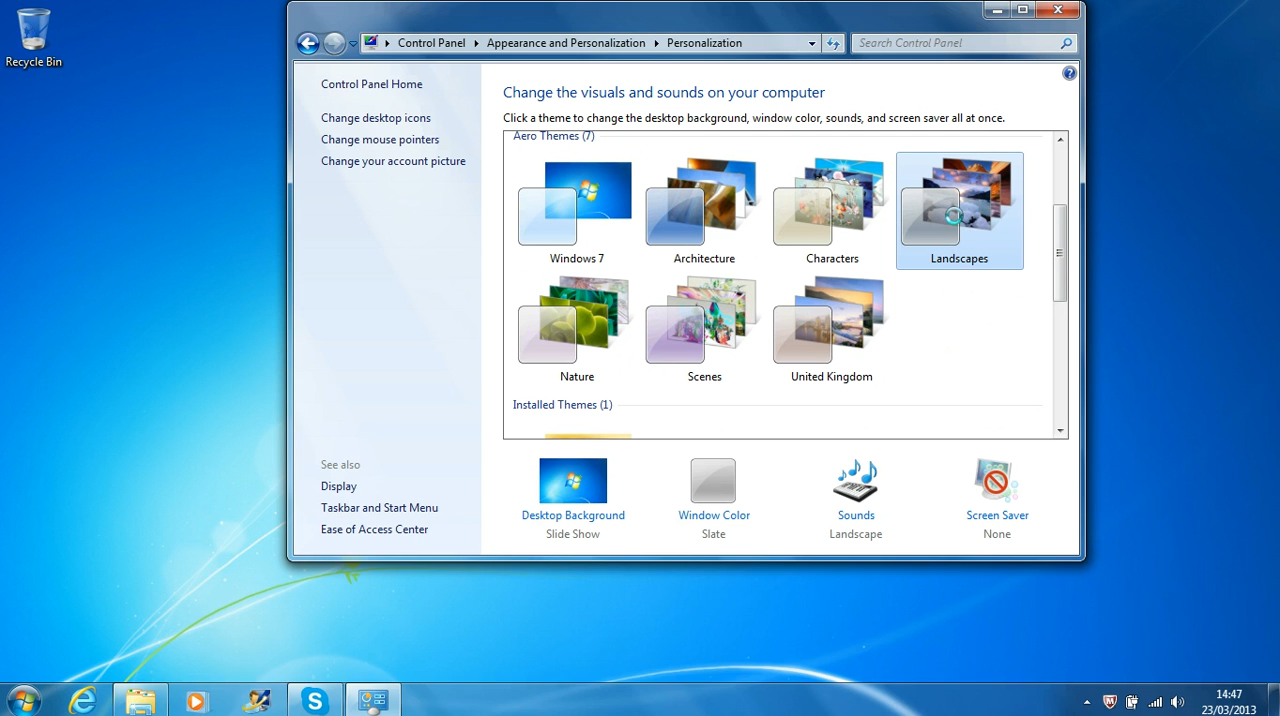 Recycle Bin
Control Panel Appearance and Personalization Personalization
Search Control Panel
Control Panel Home
Change desktop icons
Change mouse pointers
Change your account picture
See also
Display
Taskbar and Start Menu
Ease of Access Center
Change the visuals and sounds on your computer
Click a theme to change the desktop background, window color, sounds, and screen saver all at once.
Aero Themes (7)
Windows 7
Architecture
Characters
Landscapes
Nature
Scenes
United Kingdom
Installed Themes (1)
Desktop Background
Slide Show
Window Color
Slate
Sounds
Landscape
Screen Saver
None
14:47
23/03/2013